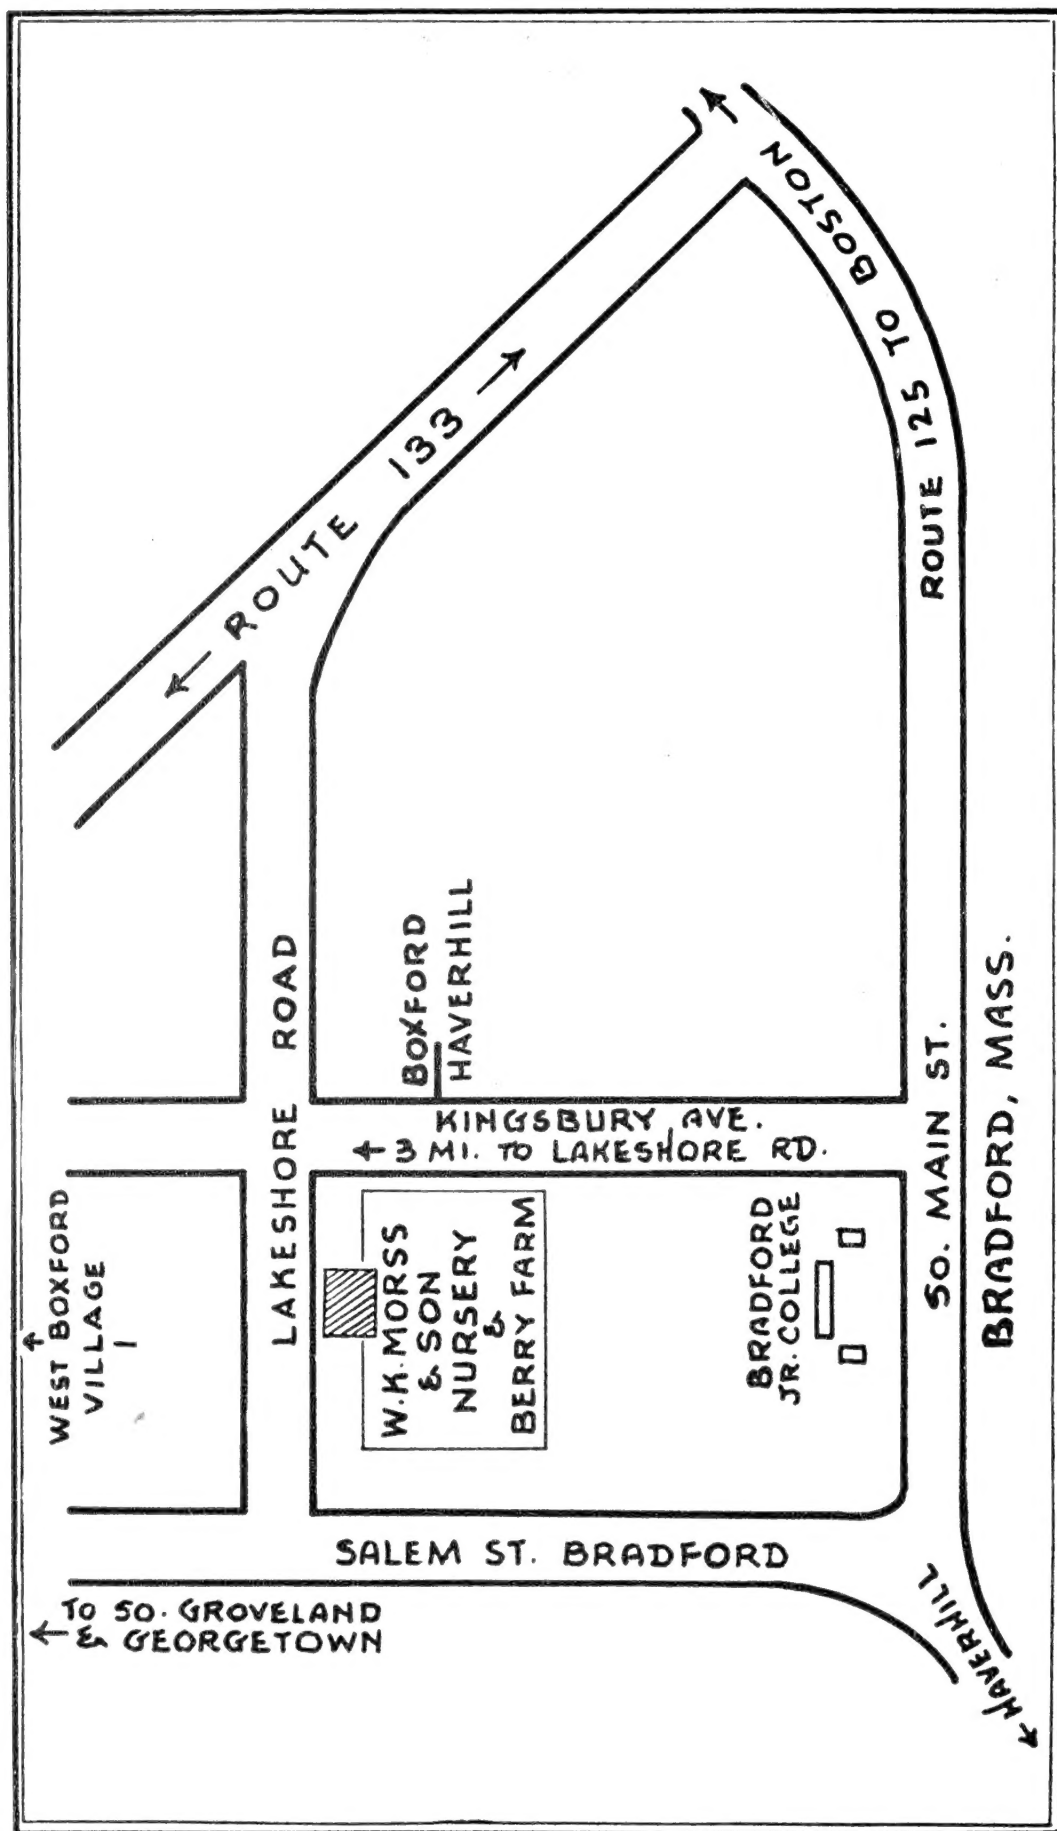 ROUTE 125 TO BOSTON
← ROUTE 133 →
LAKESHORE ROAD
BOXFORD
HAVERHILL
KINGSBURY AVE.
← 3 MI. TO LAKESHORE RD.
WEST BOXFORD
VILLAGE
W.K. MORSS
& SON
NURSERY
&
BERRY FARM
BRADFORD
JR. COLLEGE
SO. MAIN ST.
BRADFORD, MASS.
SALEM ST. BRADFORD
← TO SO. GROVELAND
& GEORGETOWN
← HAVERHILL